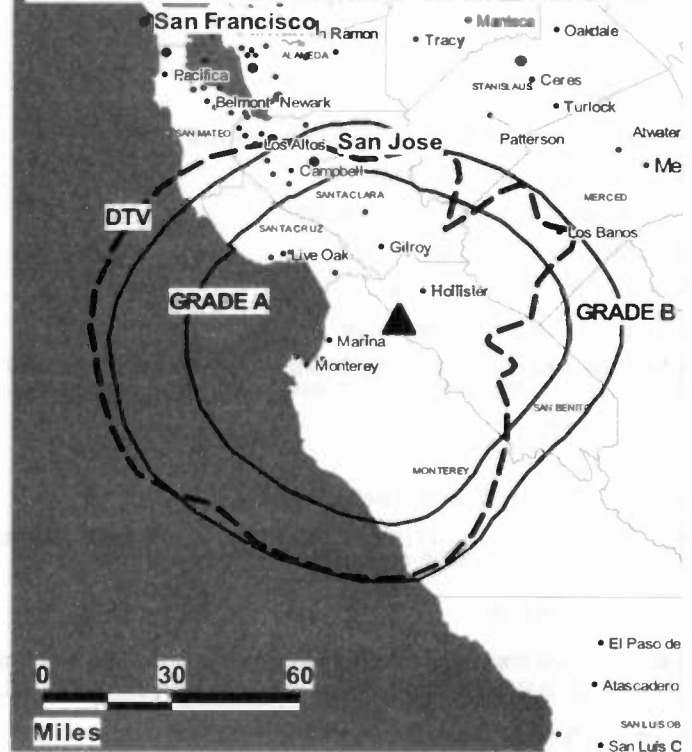 San Francisco
Ramon
Manteca
Oakdale
Tracy
ALAMEDA
Pacifica
STANISLAUS
Ceres
Belmont
Newark
Turlock
SAN MATEO
Los Altos
San Jose
Patterson
Atwater
Me
Campbell
DTV
SANTA CLARA
MERCED
SANTA CRUZ
Los Banos
Live Oak
Gilroy
GRADE A
Hollister
GRADE B
Marina
Monterey
SAN BENITO
MONTEREY
El Paso de
0 30 60
Atascadero
Miles
SAN LUIS OB
San Luis O